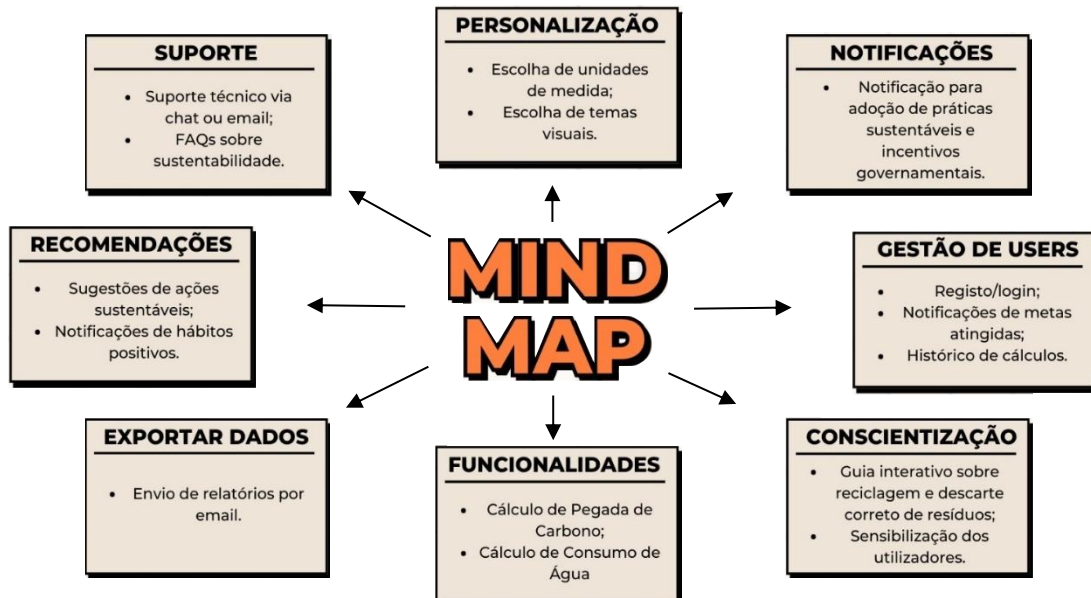 SUPORTE
• Suporte técnico via
chat ou email;
• FAQs sobre
sustentabilidade.
PERSONALIZAÇÃO
• Escolha de unidades
de medida;
• Escolha de temas
visuais.
NOTIFICAÇÕES
• Notificação para
adoção de práticas
sustentáveis e
incentivos
governamentais.
RECOMENDAÇÕES
• Sugestões de ações
sustentáveis;
• Notificações de hábitos
positivos.
MIND
MAP
GESTÃO DE USERS
• Registo/login;
• Notificações de metas
atingidas;
• Histórico de cálculos.
EXPORTAR DADOS
• Envio de relatórios por
email.
FUNCIONALIDADES
• Cálculo de Pegada de
Carbono;
• Cálculo de Consumo de
Água
CONSCIENTIZAÇÃO
• Guia interativo sobre
reciclagem e descarte
correto de resíduos;
• Sensibilização dos
utilizadores.